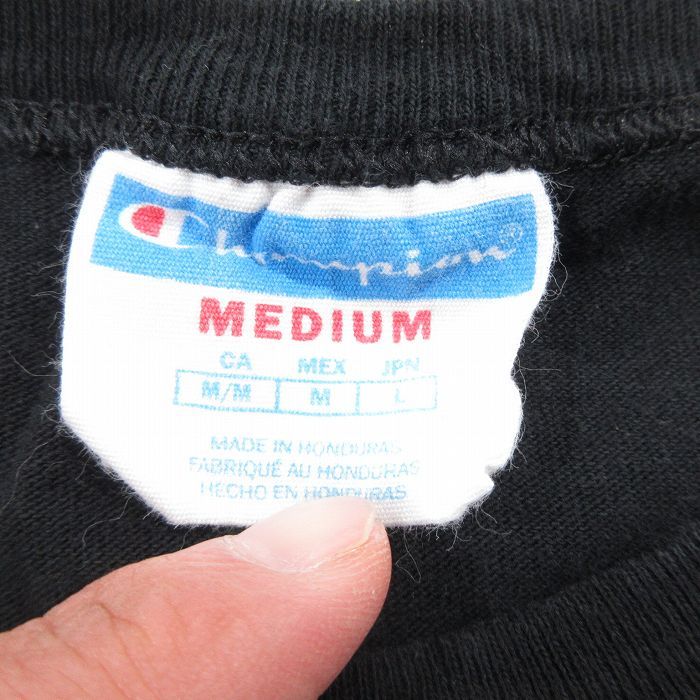 Champion®
MEDIUM
CA MEX JPN
M/M M L
MADE IN HONDURAS
FABRIQUÉ AU HONDURAS
HECHO EN HONDURAS